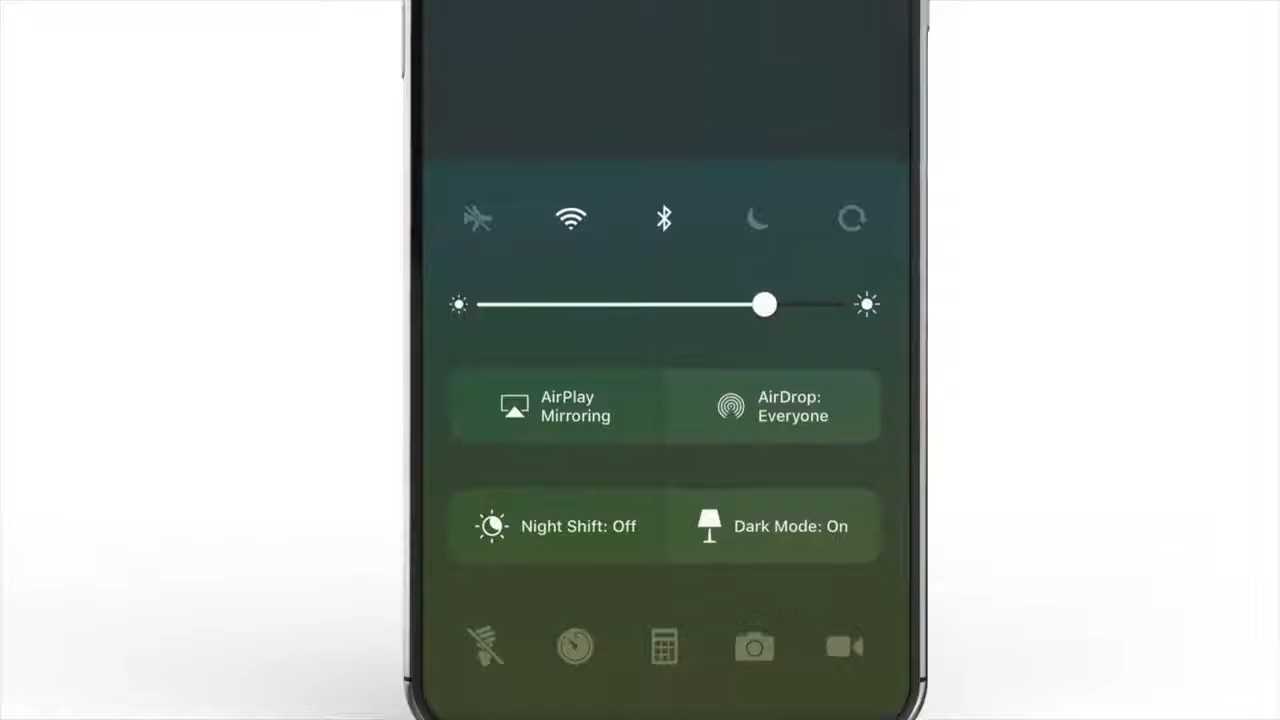 AirPlay
Mirroring
AirDrop:
Everyone
Night Shift: Off
Dark Mode: On